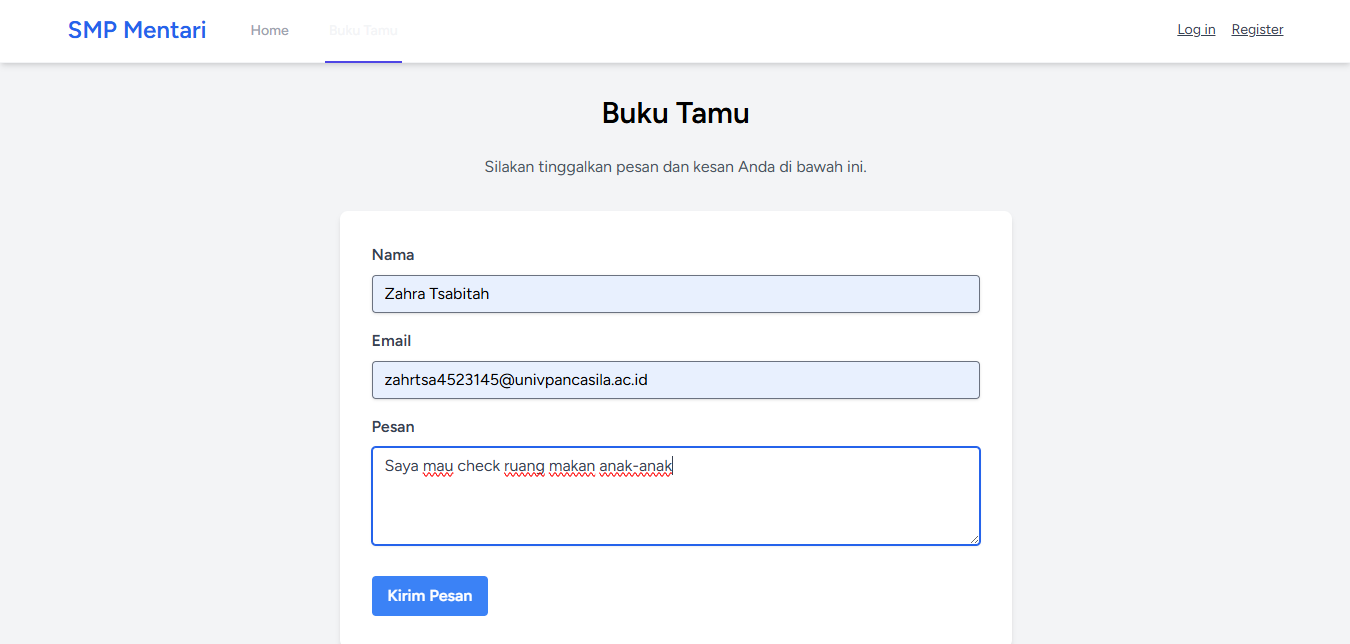 SMP Mentari
Home
Buku Tamu
Log in
Register
Buku Tamu
Silakan tinggalkan pesan dan kesan Anda di bawah ini.
Nama
Zahra Tsabitah
Email
zahrtsa4523145@univpancasila.ac.id
Pesan
Saya mau check ruang makan anak-anak
Kirim Pesan